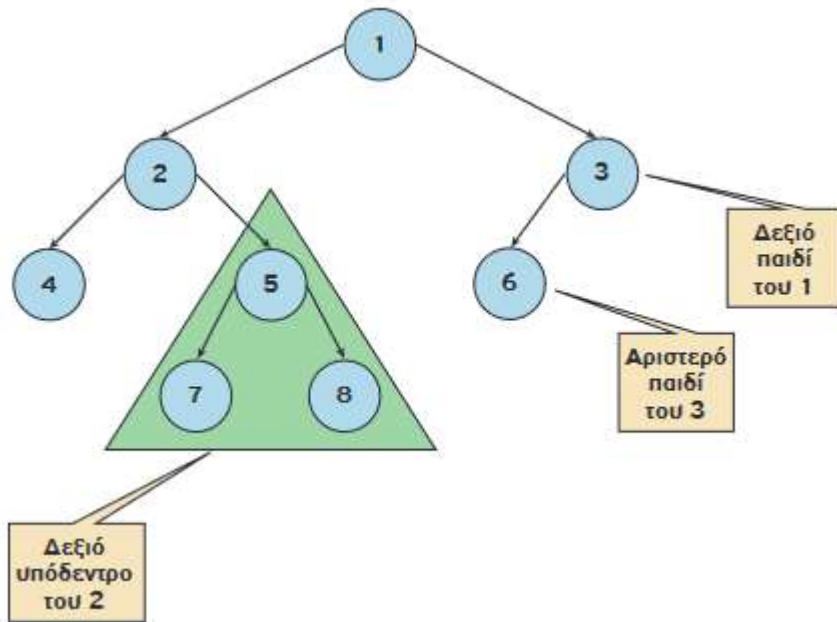 1
2
3
Δεξιό
παιδί
του 1
4
5
6
Αριστερό
παιδί
του 3
7
8
Δεξιό
υπόδεντρο
του 2